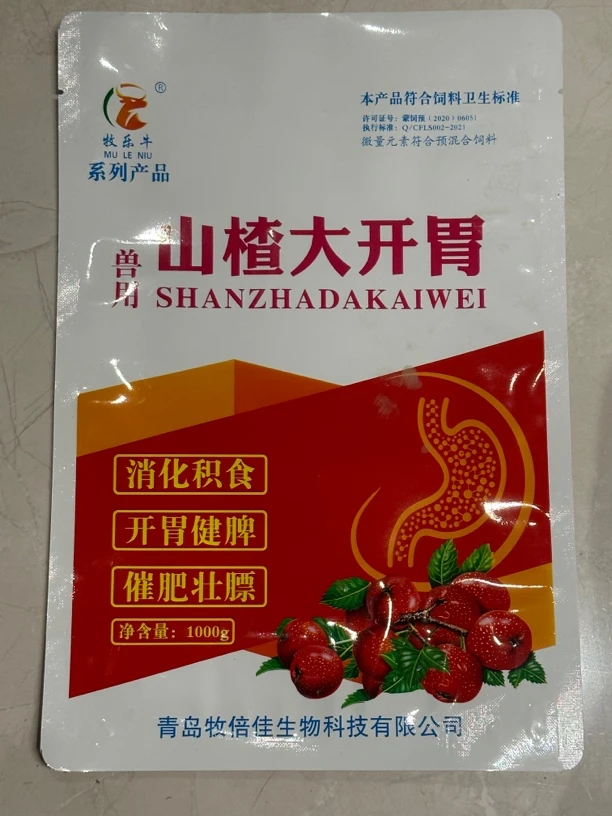 ®
牧乐牛
MU LE NIU
系列产品
本产品符合饲料卫生标准
许可证号：蒙饲预（2020）06051
执行标准：Q/CFLS002-2021
微量元素符合预混合饲料
兽用
山楂大开胃
SHANZHADAKAIWEI
消化积食
开胃健脾
催肥壮膘
净含量：1000g
青岛牧倍佳生物科技有限公司